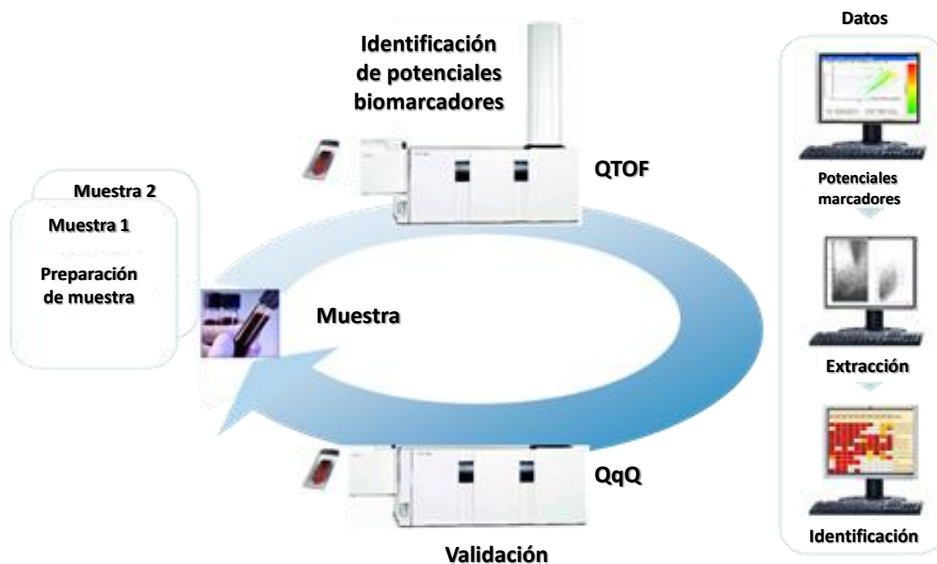 Datos
Identificación
de potenciales
biomarcadores
QTOF
Muestra 2
Muestra 1
Preparación
de muestra
Muestra
Potenciales
marcadores
Extracción
QqQ
Identificación
Validación